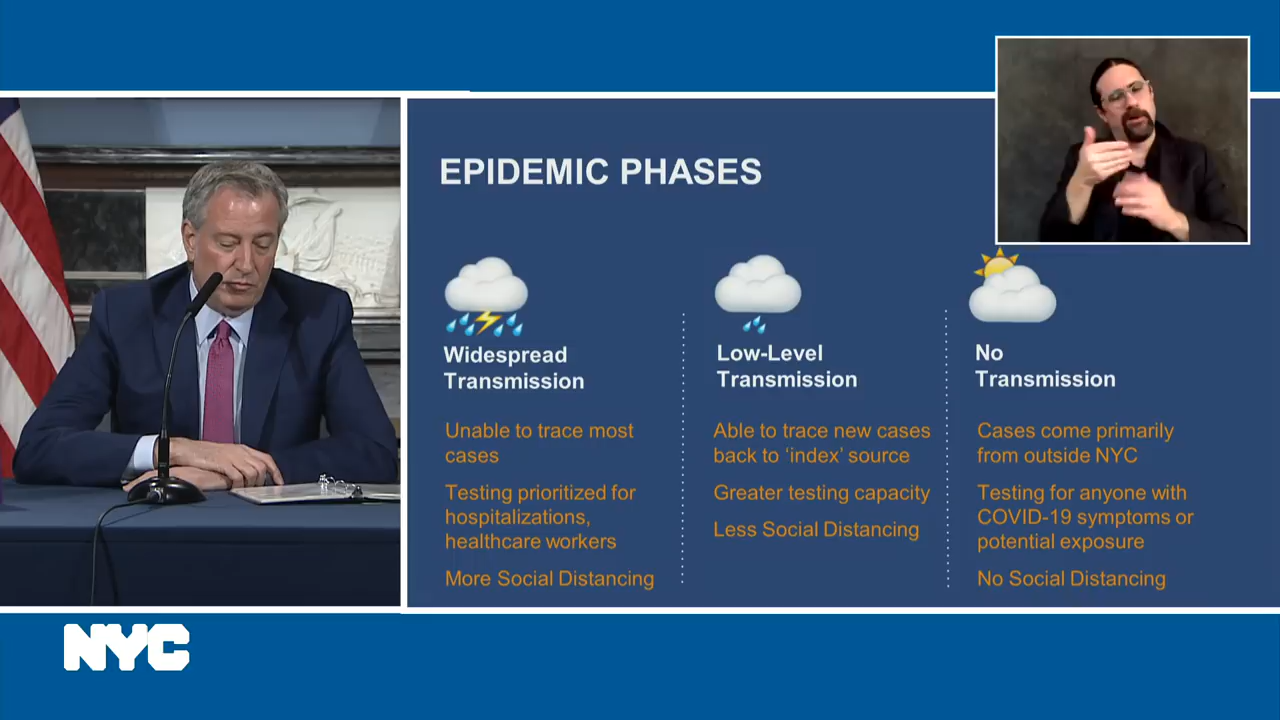 EPIDEMIC PHASES
Widespread
Transmission
Unable to trace most
cases
Testing prioritized for
hospitalizations,
healthcare workers
More Social Distancing
Low-Level
Transmission
Able to trace new cases
back to ‘index’ source
Greater testing capacity
Less Social Distancing
No
Transmission
Cases come primarily
from outside NYC
Testing for anyone with
COVID-19 symptoms or
potential exposure
No Social Distancing
NYC